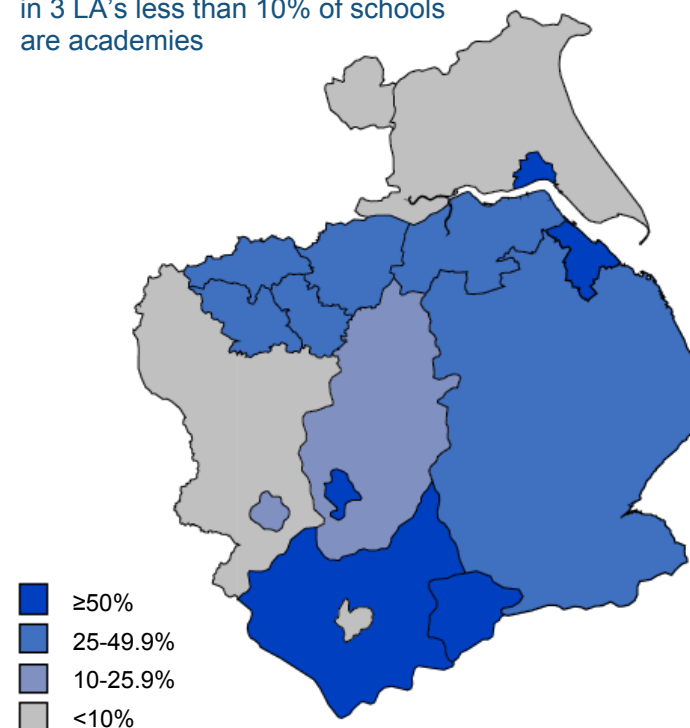 in 3 LA's less than 10% of schools
are academies
≥50%
25-49.9%
10-25.9%
<10%